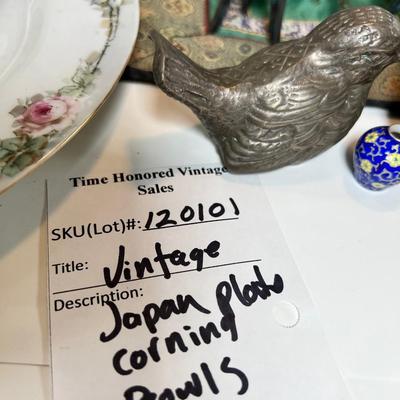 Time Honored Vintage
Sales
SKU(Lot)#: 120101
Title: Vintage
Description:
Japan plate
corning
Bowls